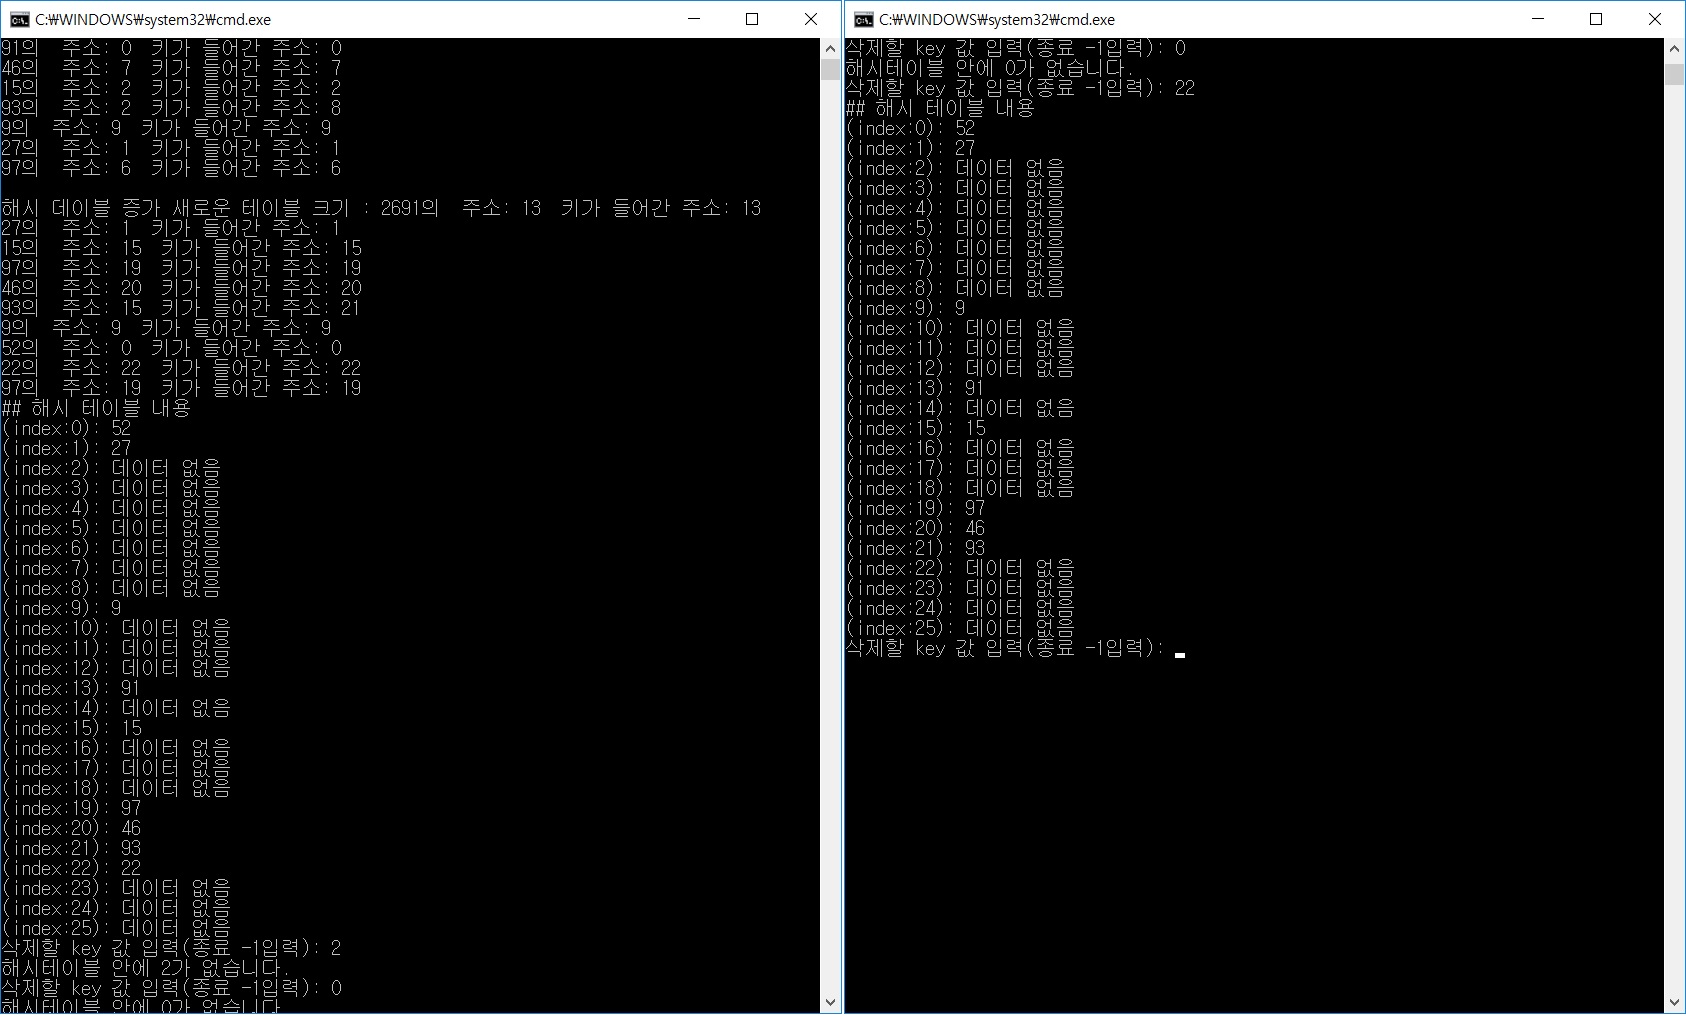 C:₩WINDOWS₩system32₩cmd.exe
91의  주소: 0  키가 들어간 주소: 0
46의  주소: 7  키가 들어간 주소: 7
15의  주소: 2  키가 들어간 주소: 2
93의  주소: 2  키가 들어간 주소: 8
9의  주소: 9  키가 들어간 주소: 9
27의  주소: 1  키가 들어간 주소: 1
97의  주소: 6  키가 들어간 주소: 6
해시 데이블 증가 새로운 테이블 크기 : 2691의  주소: 13  키가 들어간 주소: 13
27의  주소: 1  키가 들어간 주소: 1
15의  주소: 15  키가 들어간 주소: 15
97의  주소: 19  키가 들어간 주소: 19
46의  주소: 20  키가 들어간 주소: 20
93의  주소: 15  키가 들어간 주소: 21
9의  주소: 9  키가 들어간 주소: 9
52의  주소: 0  키가 들어간 주소: 0
22의  주소: 22  키가 들어간 주소: 22
97의  주소: 19  키가 들어간 주소: 19
## 해시 테이블 내용
(index:0): 52
(index:1): 27
(index:2): 데이터 없음
(index:3): 데이터 없음
(index:4): 데이터 없음
(index:5): 데이터 없음
(index:6): 데이터 없음
(index:7): 데이터 없음
(index:8): 데이터 없음
(index:9): 9
(index:10): 데이터 없음
(index:11): 데이터 없음
(index:12): 데이터 없음
(index:13): 91
(index:14): 데이터 없음
(index:15): 15
(index:16): 데이터 없음
(index:17): 데이터 없음
(index:18): 데이터 없음
(index:19): 97
(index:20): 46
(index:21): 93
(index:22): 22
(index:23): 데이터 없음
(index:24): 데이터 없음
(index:25): 데이터 없음
삭제할 key 값 입력(종료 -1입력): 2
해시테이블 안에 2가 없습니다.
삭제할 key 값 입력(종료 -1입력): 0
해시테이블 안에 0가 없습니다
C:₩WINDOWS₩system32₩cmd.exe
삭제할 key 값 입력(종료 -1입력): 0
해시테이블 안에 0가 없습니다.
삭제할 key 값 입력(종료 -1입력): 22
## 해시 테이블 내용
(index:0): 52
(index:1): 27
(index:2): 데이터 없음
(index:3): 데이터 없음
(index:4): 데이터 없음
(index:5): 데이터 없음
(index:6): 데이터 없음
(index:7): 데이터 없음
(index:8): 데이터 없음
(index:9): 9
(index:10): 데이터 없음
(index:11): 데이터 없음
(index:12): 데이터 없음
(index:13): 91
(index:14): 데이터 없음
(index:15): 15
(index:16): 데이터 없음
(index:17): 데이터 없음
(index:18): 데이터 없음
(index:19): 97
(index:20): 46
(index:21): 93
(index:22): 데이터 없음
(index:23): 데이터 없음
(index:24): 데이터 없음
(index:25): 데이터 없음
삭제할 key 값 입력(종료 -1입력):